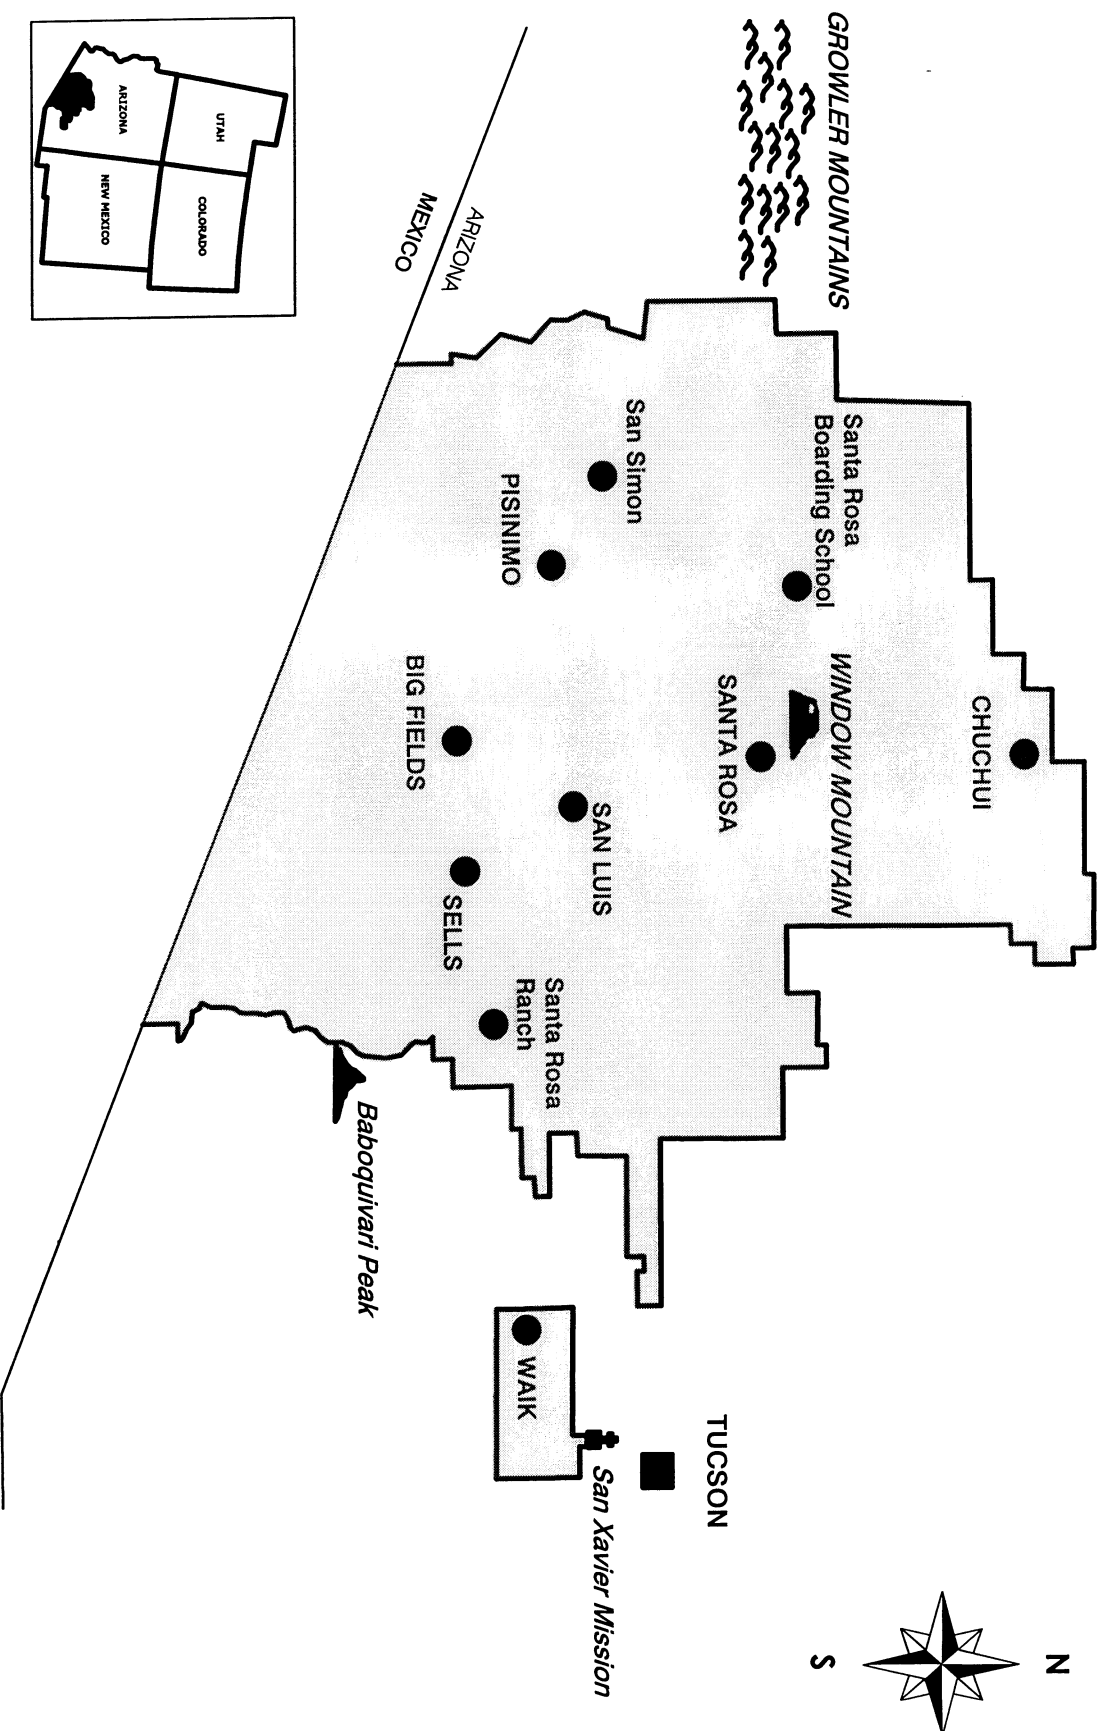 GROWLER MOUNTAINS
ARIZONA
MEXICO
Santa Rosa
Boarding School
San Simon
PISINIMO
CHUCHUI
WINDOW MOUNTAIN
SANTA ROSA
SAN LUIS
BIG FIELDS
SELLS
Santa Rosa
Ranch
Baboquivari Peak
WAIK
TUCSON
San Xavier Mission
N
S
UTAH
COLORADO
ARIZONA
NEW MEXICO